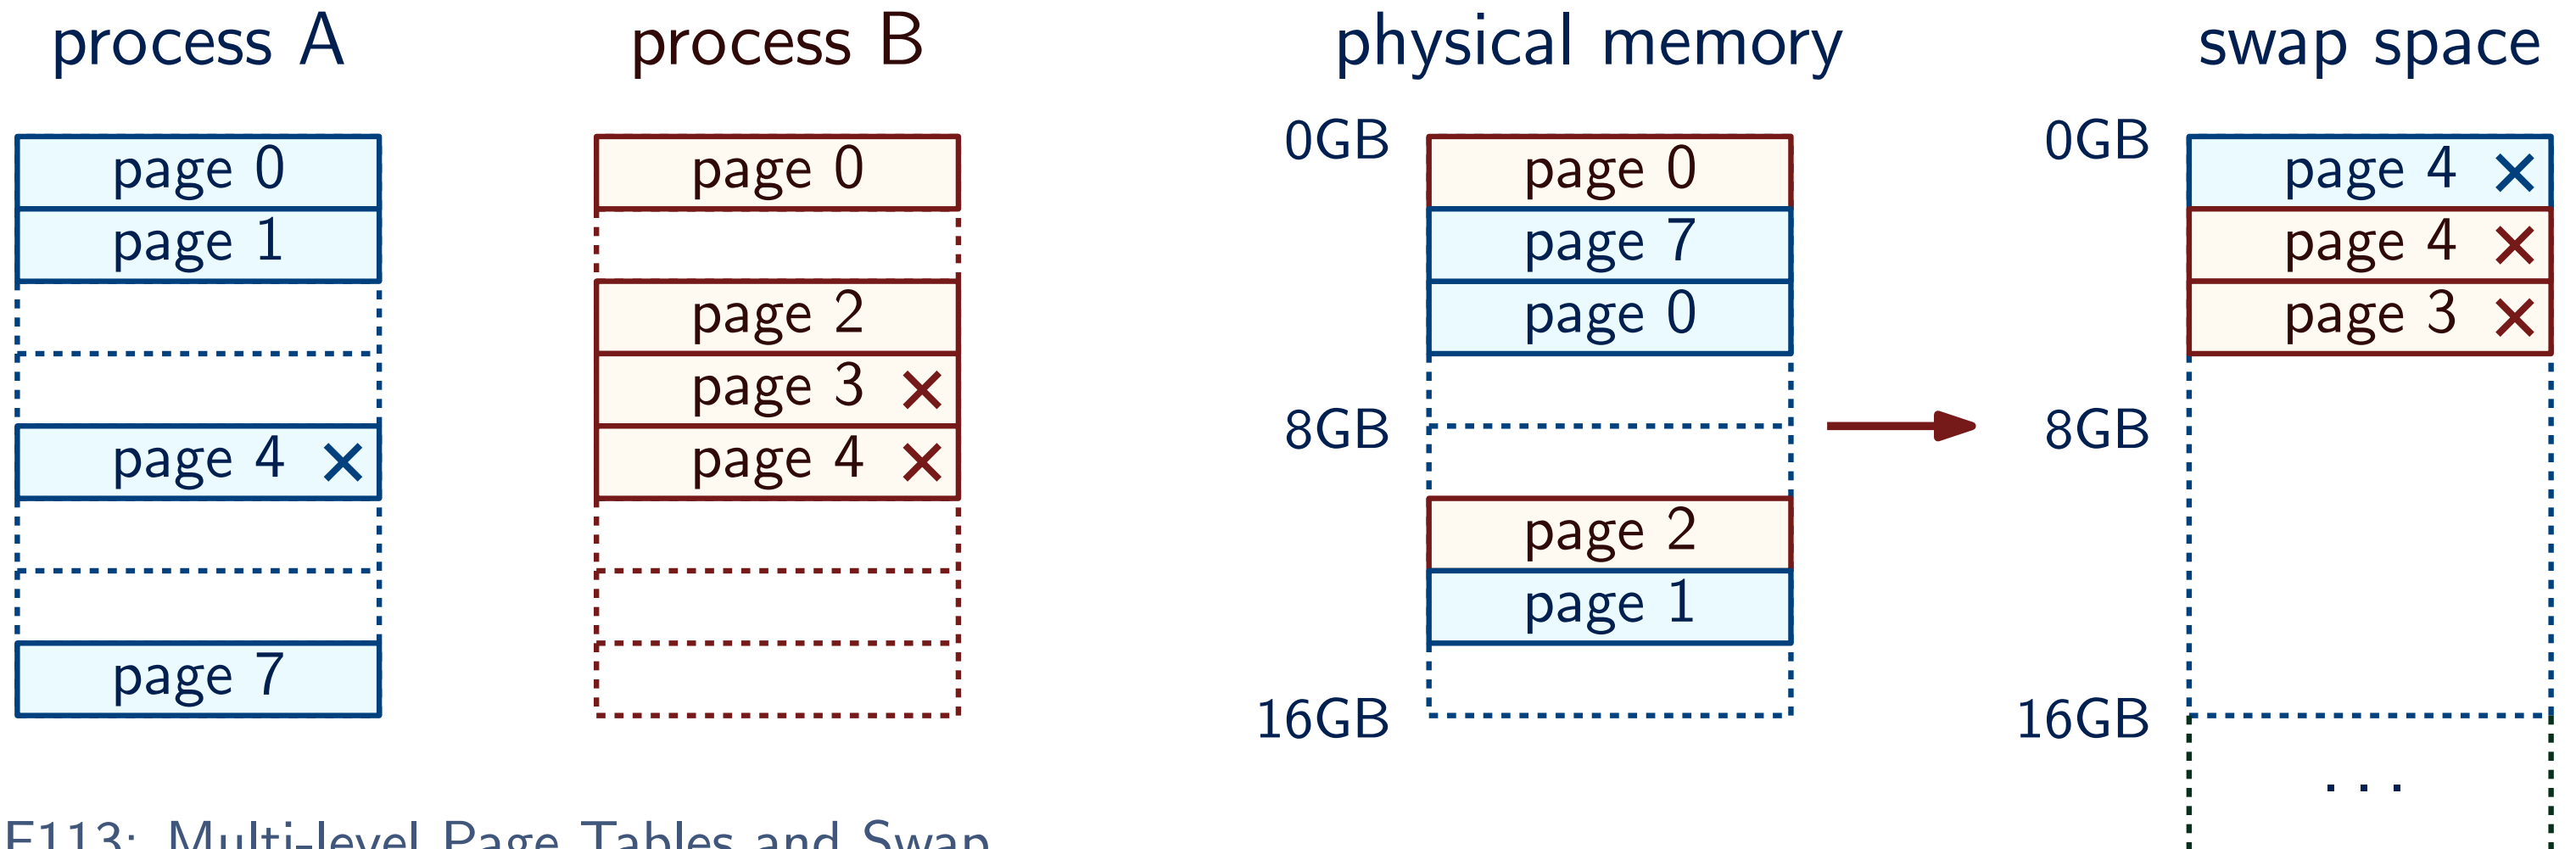 process A
process B
physical memory
swap space
page 0
page 1
page 4 ×
page 7
page 0
page 2
page 3 ×
page 4 ×
0GB
8GB
16GB
page 0
page 7
page 0
page 2
page 1
0GB
8GB
16GB
page 4 ×
page 4 ×
page 3 ×
...
E113: Multi-level Page Tables and Swap